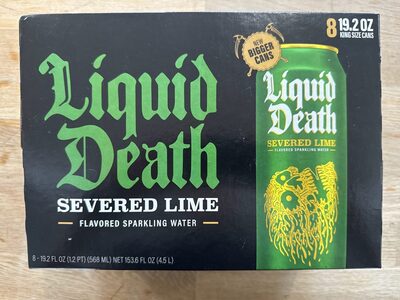 8 19.2 OZ
KING SIZE CANS
NEW
BIGGER
CANS
Liquid
Death
SEVERED LIME
FLAVORED SPARKLING WATER
8 - 19.2 FL OZ (1.2 PT) (568 ML) NET 153.6 FL OZ (4.5 L)
Liquid
Death
SEVERED LIME
FLAVORED SPARKLING WATER